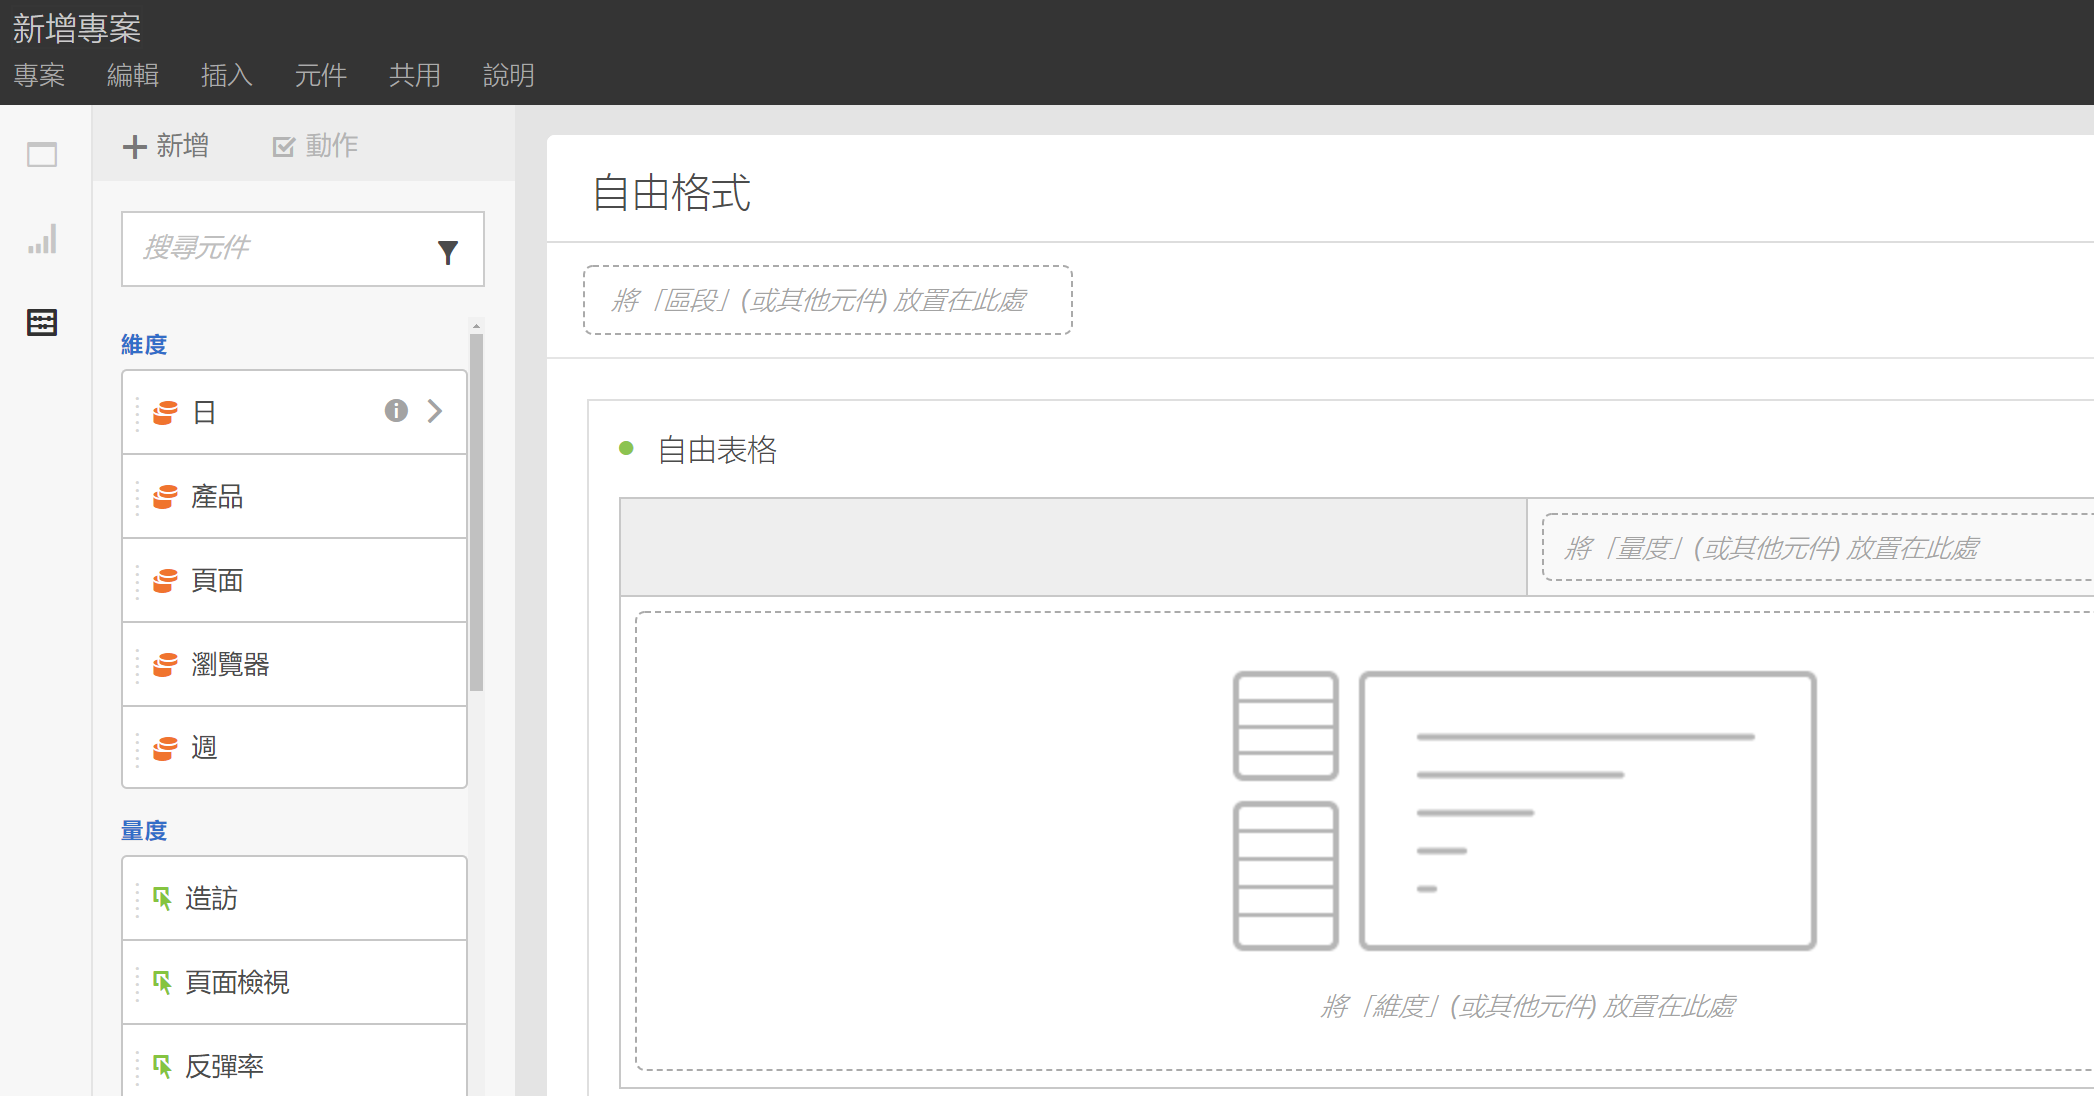 新增專案
專案 編輯 插入 元件 共用 說明
新增 動作
搜尋元件
維度
日
產品
頁面
瀏覽器
週
量度
造訪
頁面檢視
反彈率
自由格式
將「區段」(或其他元件) 放置在此處
自由表格
將「量度」(或其他元件) 放置在此處
將「維度」(或其他元件) 放置在此處